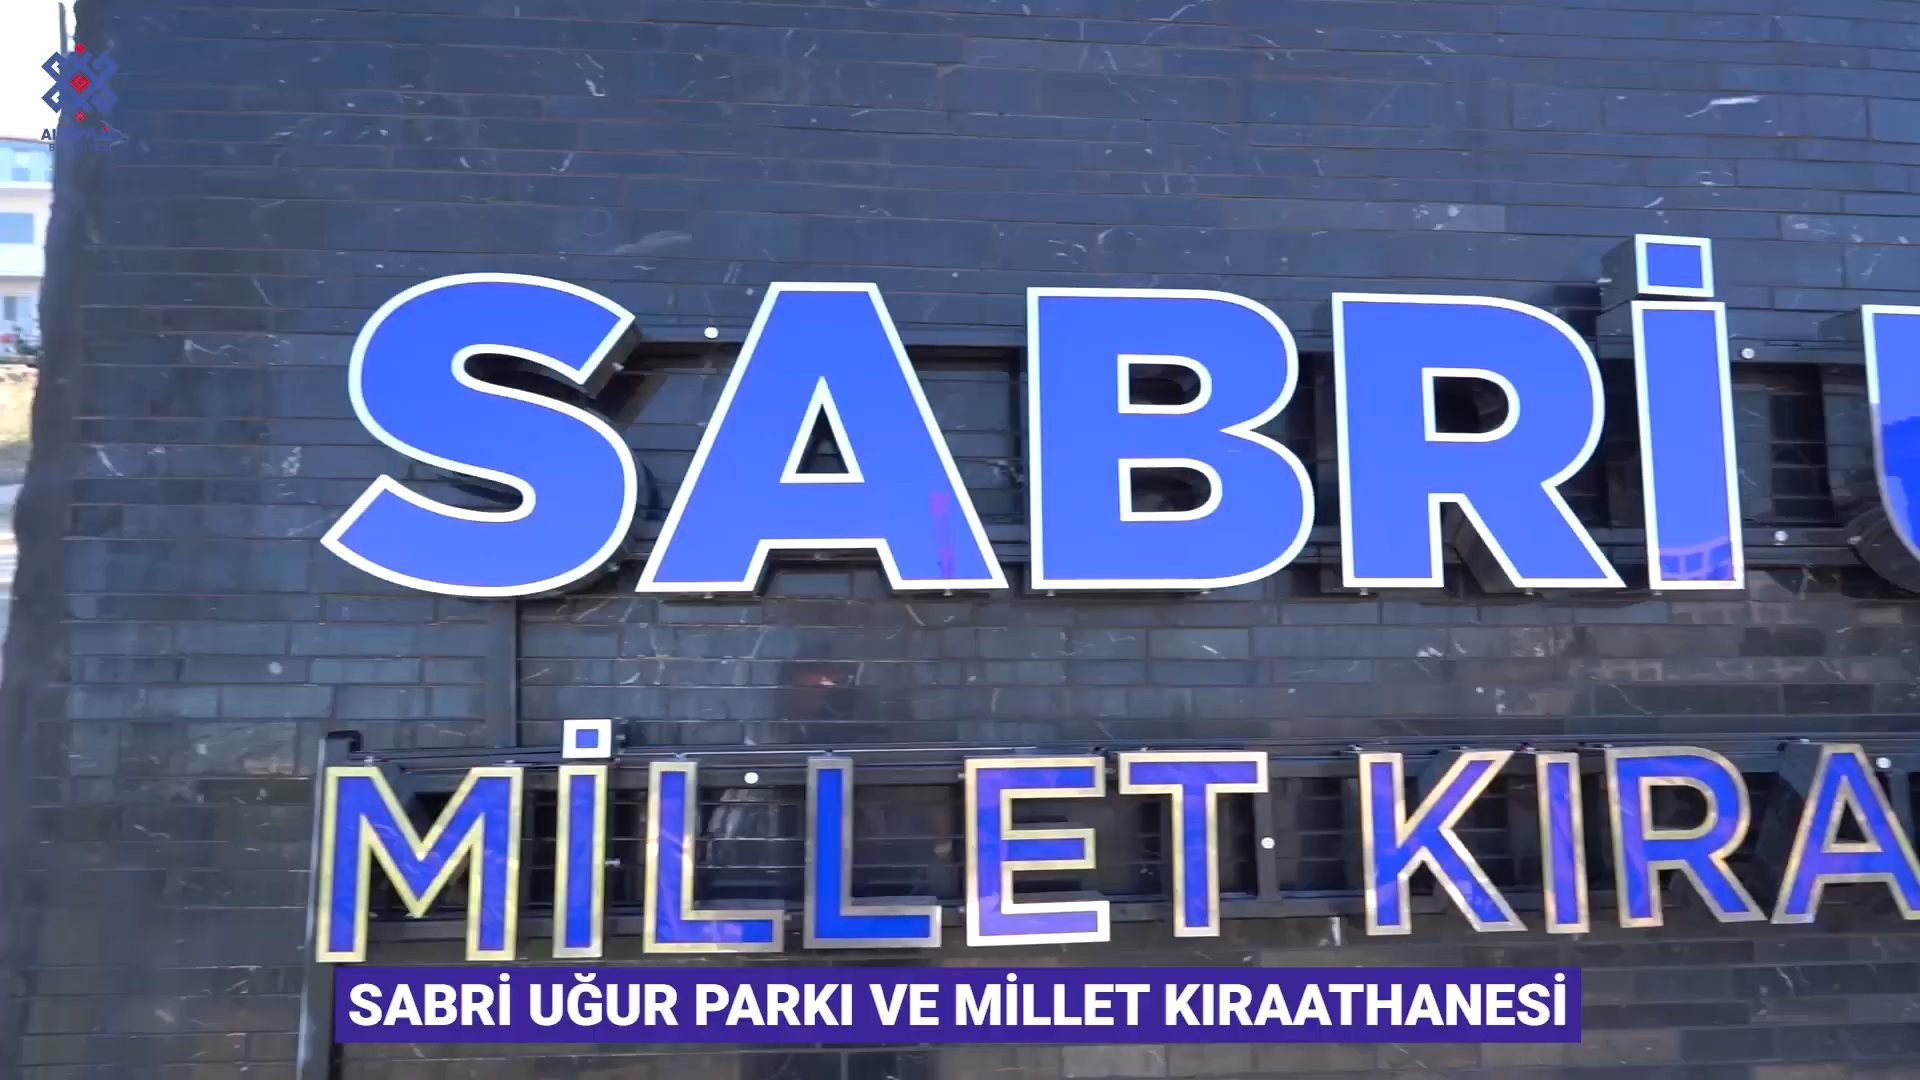 SABRİ
MİLLET KIRA
SABRİ UĞUR PARKI VE MİLLET KIRAATHANESİ